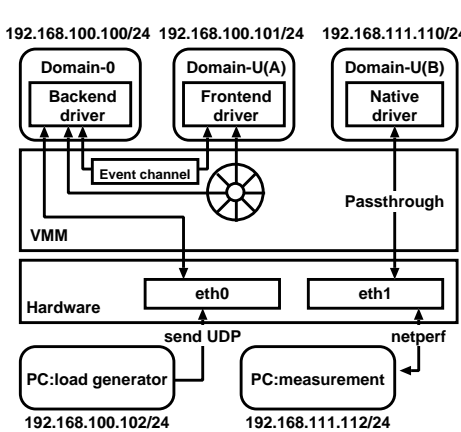 192.168.100.100/24 192.168.100.101/24 192.168.111.110/24
Domain-0 Domain-U(A) Domain-U(B)
Backend Frontend Native
driver driver driver
Event channel
Passthrough
VMM
eth0 eth1
Hardware
send UDP netperf
PC:load generator PC:measurement
192.168.100.102/24 192.168.111.112/24